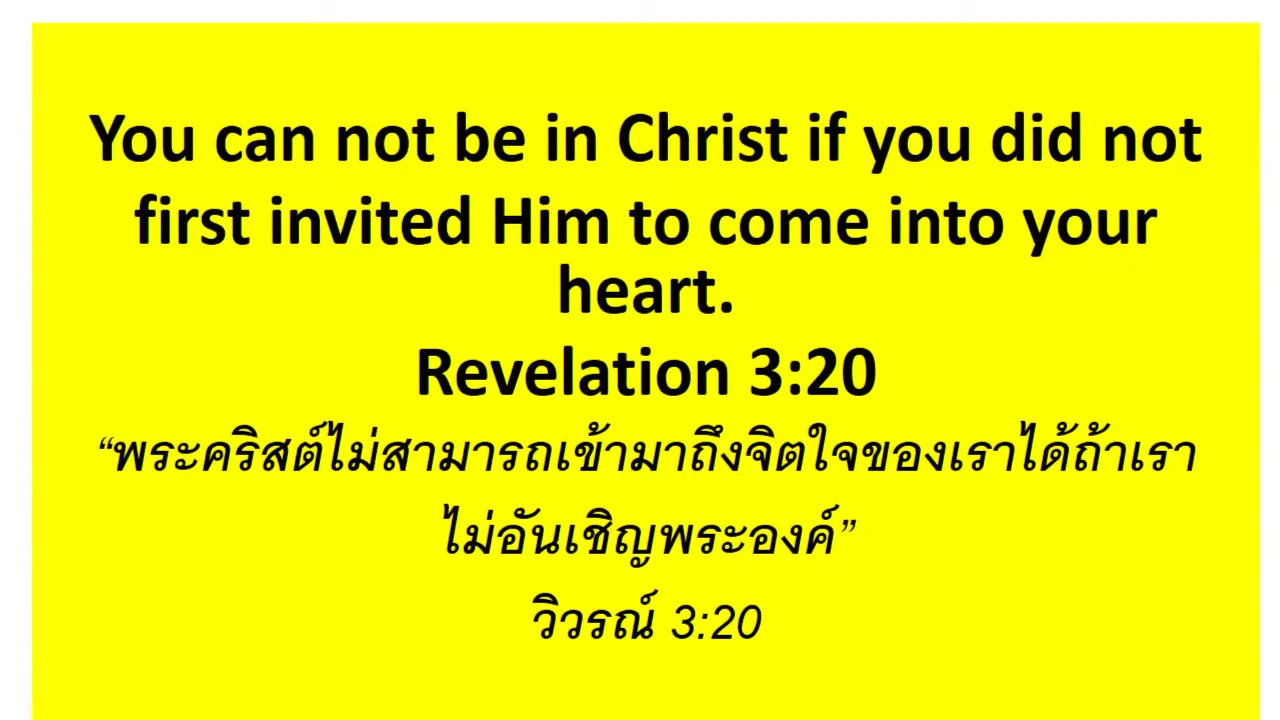 You can not be in Christ if you did not
first invited Him to come into your
heart.
Revelation 3:20
“พระคริสต์ไม่สามารถเข้ามาถึงจิตใจของเราได้ถ้าเรา
ไม่อันเชิญพระองค์”
วิวรณ์ 3:20